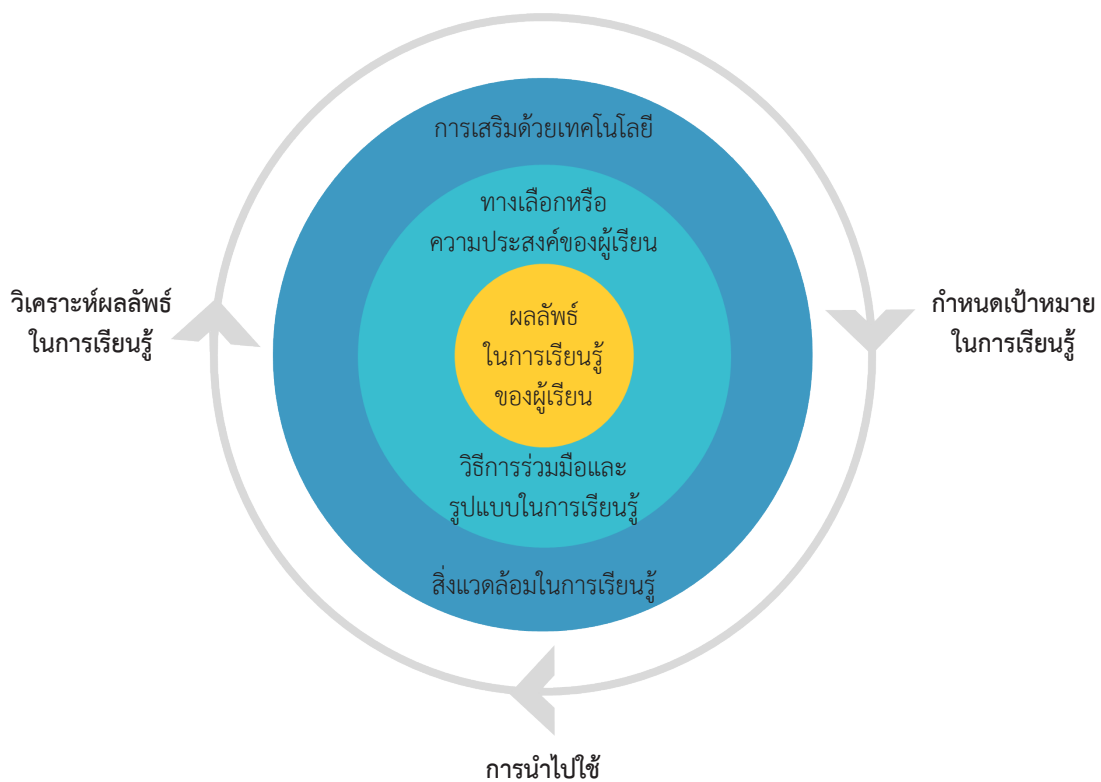 การเสริมด้วยเทคโนโลยี
ทางเลือกหรือ
ความประสงค์ของผู้เรียน
วิเคราะห์ผลลัพธ์
ในการเรียนรู้
ผลลัพธ์
ในการเรียนรู้
ของผู้เรียน
กำหนดเป้าหมาย
ในการเรียนรู้
วิธีการร่วมมือและ
รูปแบบในการเรียนรู้
สิ่งแวดล้อมในการเรียนรู้
การนำไปใช้